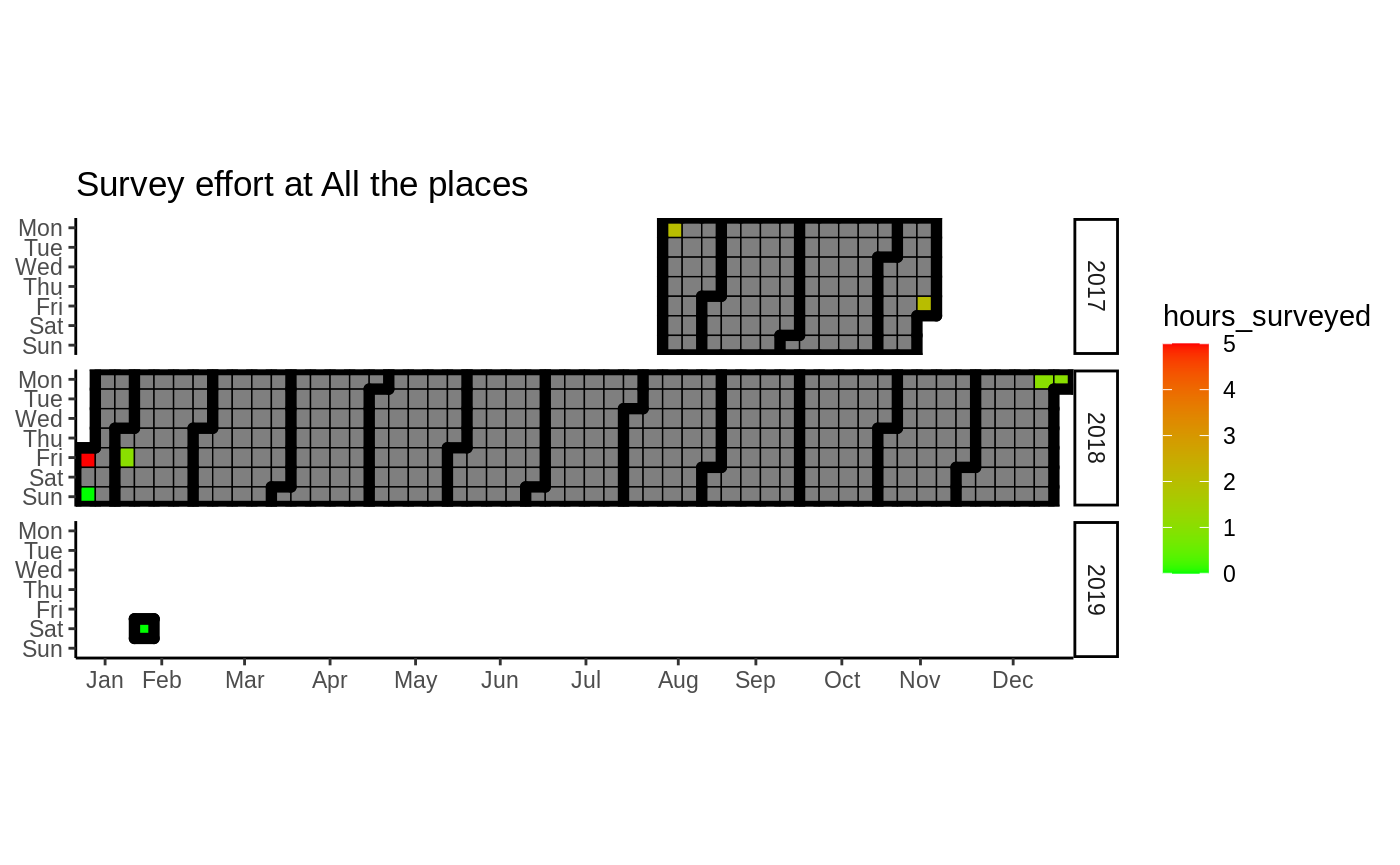 Survey effort at All the places
Mon
Tue
Wed
Thu
Fri
Sat
Sun
2017
Mon
Tue
Wed
Thu
Fri
Sat
Sun
2018
Mon
Tue
Wed
Thu
Fri
Sat
Sun
2019
Jan Feb Mar Apr May Jun Jul Aug Sep Oct Nov Dec
hours_surveyed
5
4
3
2
1
0